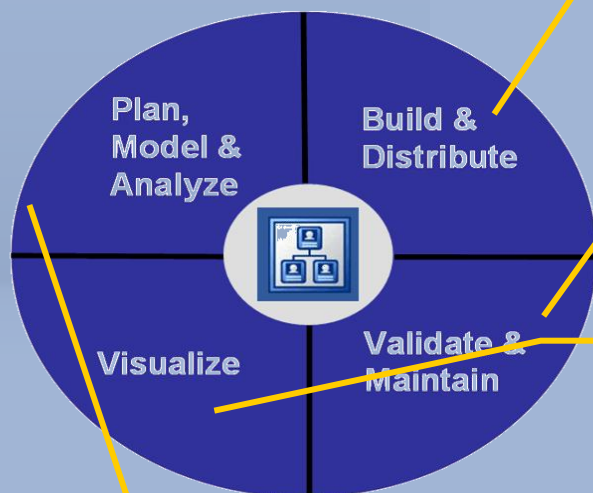 Plan,
Model &
Analyze
Build &
Distribute
Visualize
Validate &
Maintain